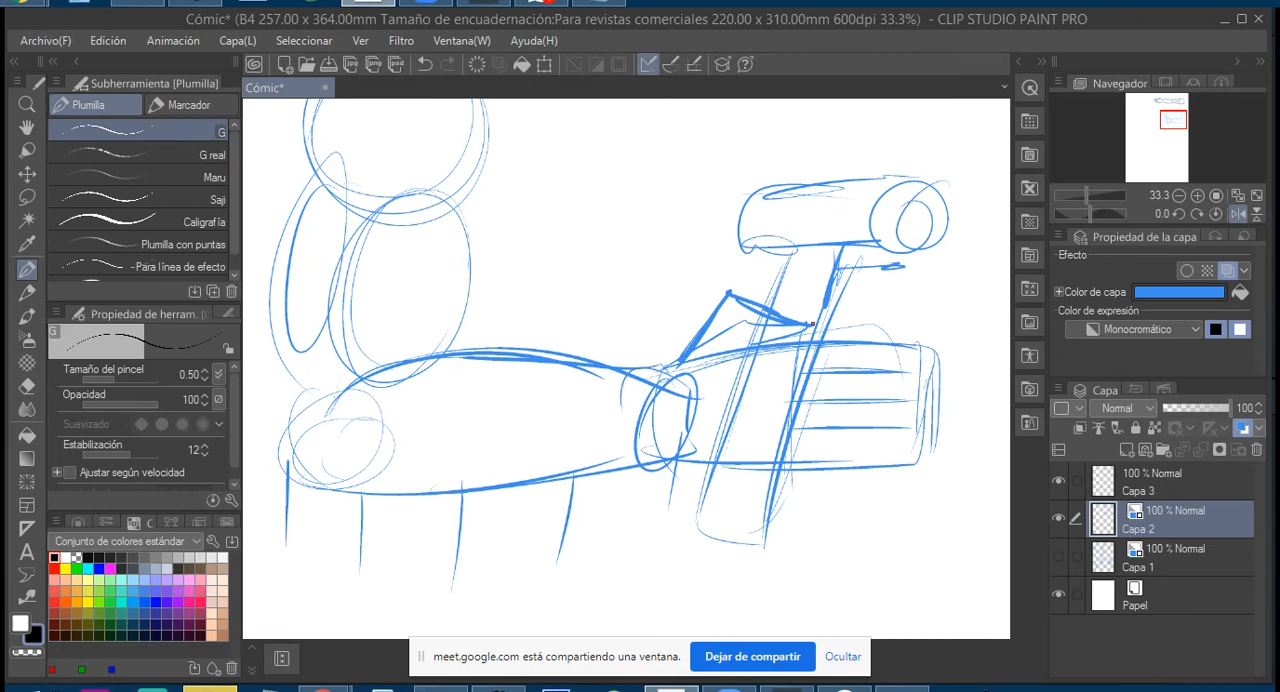 Cómic* (B4 257.00 x 364.00mm Tamaño de encuadernación:Para revistas comerciales 220.00 x 310.00mm 600dpi 33.3%) - CLIP STUDIO PAINT PRO
Archivo(F) Edición Animación Capa(L) Seleccionar Ver Filtro Ventana(W) Ayuda(H)
Subherramienta [Plumilla]
Cómic*
Navegador
Plumilla Marcador
G
G real
Maru
Saji
Caligrafía
Plumilla con puntas
Para línea de efecto
33.3
0.0
Propiedad de la capa
Efecto
Color de capa
Color de expresión
Monocromático
Propiedad de herram.
G
Tamaño del pincel 0.50
Opacidad 100
Suavizado
Estabilización 12
Ajustar según velocidad
Capa
Normal 100
100 % Normal
Capa 3
100 % Normal
Capa 2
100 % Normal
Capa 1
Papel
Conjunto de colores estándar
meet.google.com está compartiendo una ventana. Dejar de compartir Ocultar